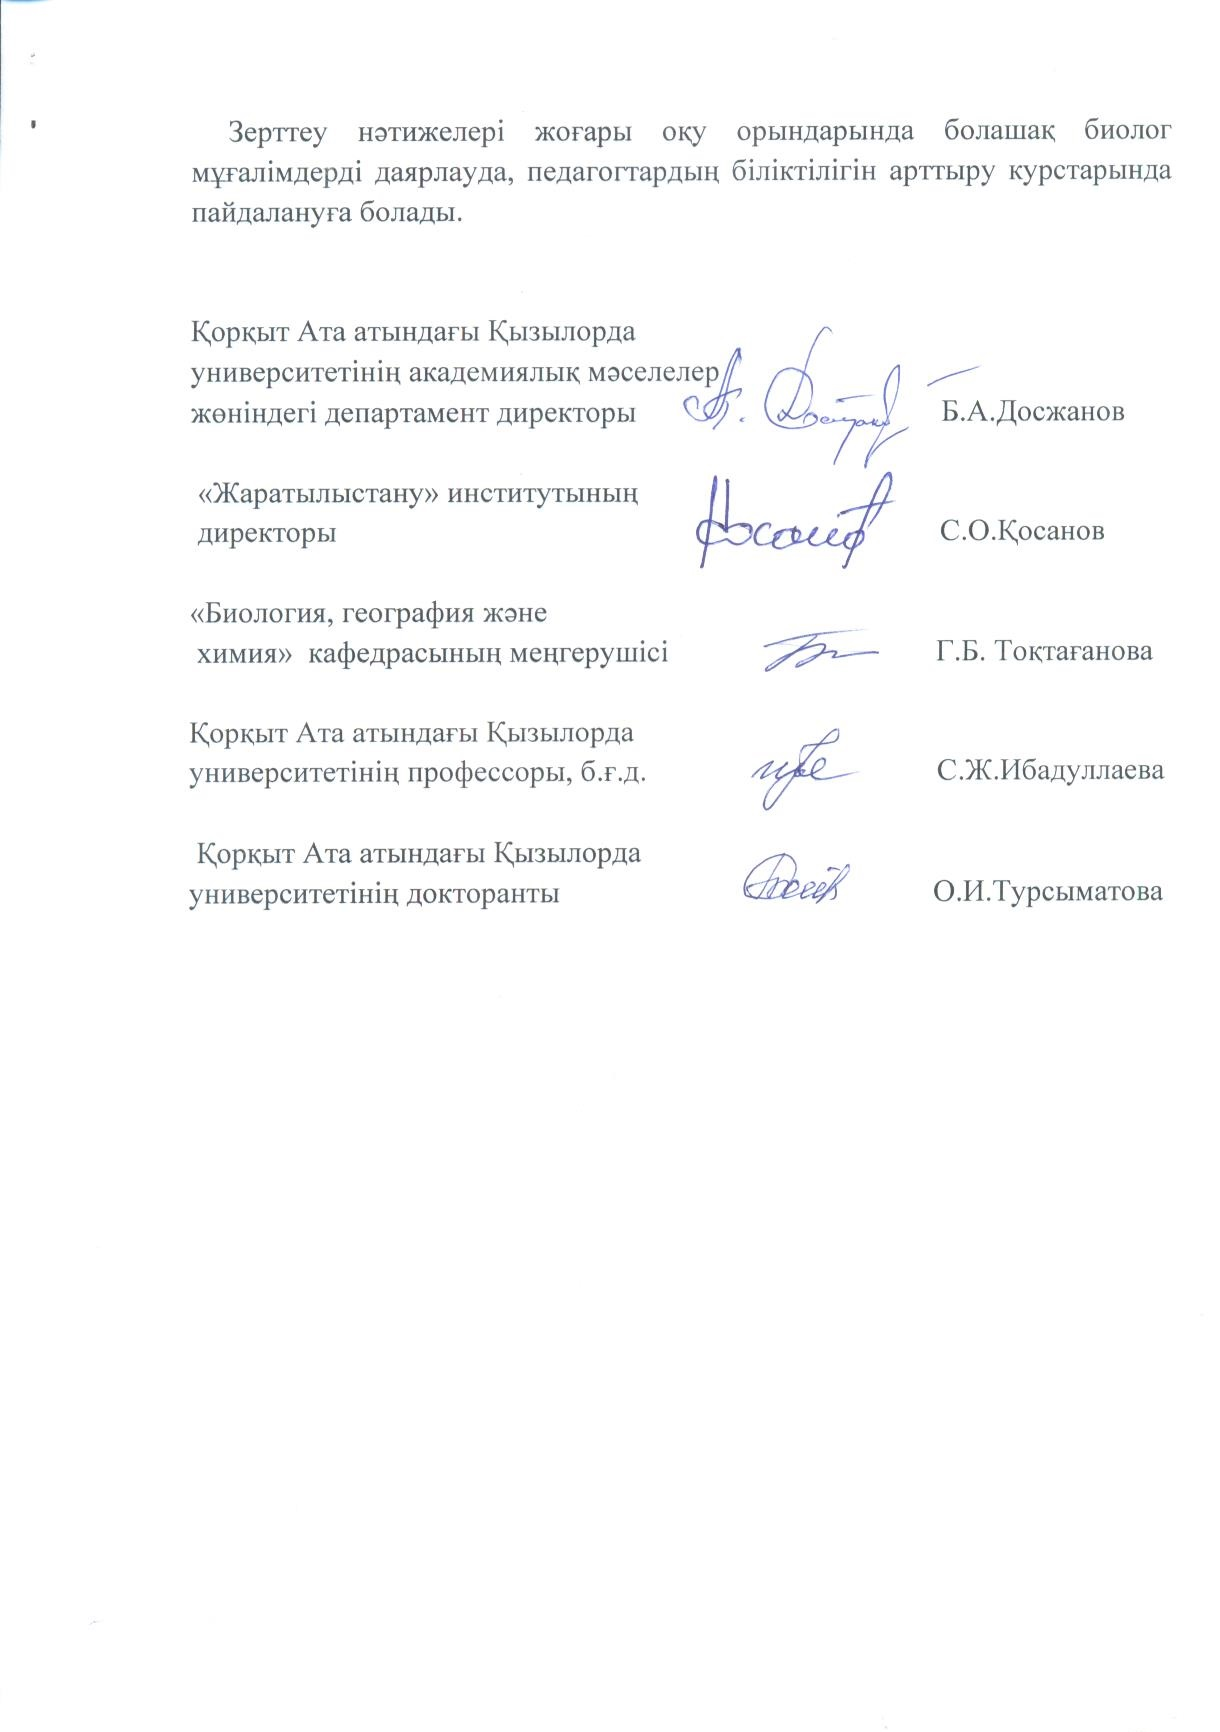 Зерттеу нәтижелері жоғары оқу орындарында болашақ биолог
мұғалімдерді даярлауда, педагогтардың біліктілігін арттыру курстарында
пайдалануға болады.
Қорқыт Ата атындағы Қызылорда
университетінің академиялық мәселелер
жөніндегі департамент директоры Б.А.Досжанов
«Жаратылыстану» институтының
директоры С.О.Қосанов
«Биология, география және
химия» кафедрасының меңгерушісі Г.Б. Тоқтағанова
Қорқыт Ата атындағы Қызылорда
университетінің профессоры, б.ғ.д. С.Ж.Ибадуллаева
Қорқыт Ата атындағы Қызылорда
университетінің докторанты О.И.Турсыматова